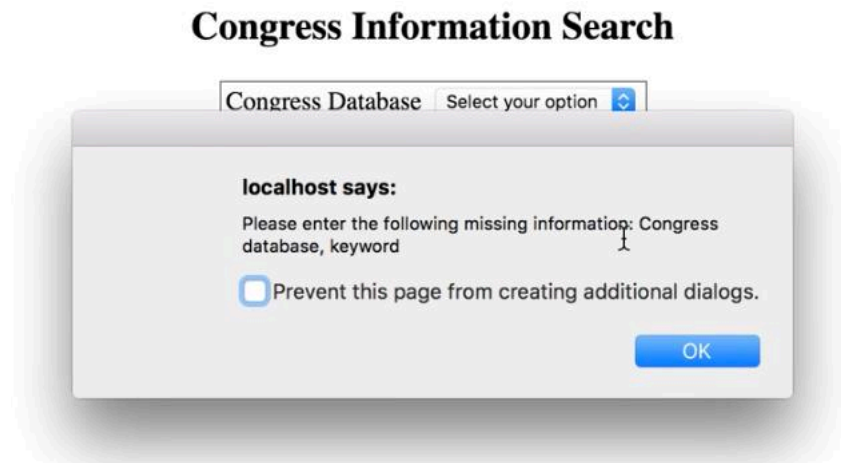 Congress Information Search
Congress Database Select your option
localhost says:
Please enter the following missing information: Congress
database, keyword
Prevent this page from creating additional dialogs.
OK